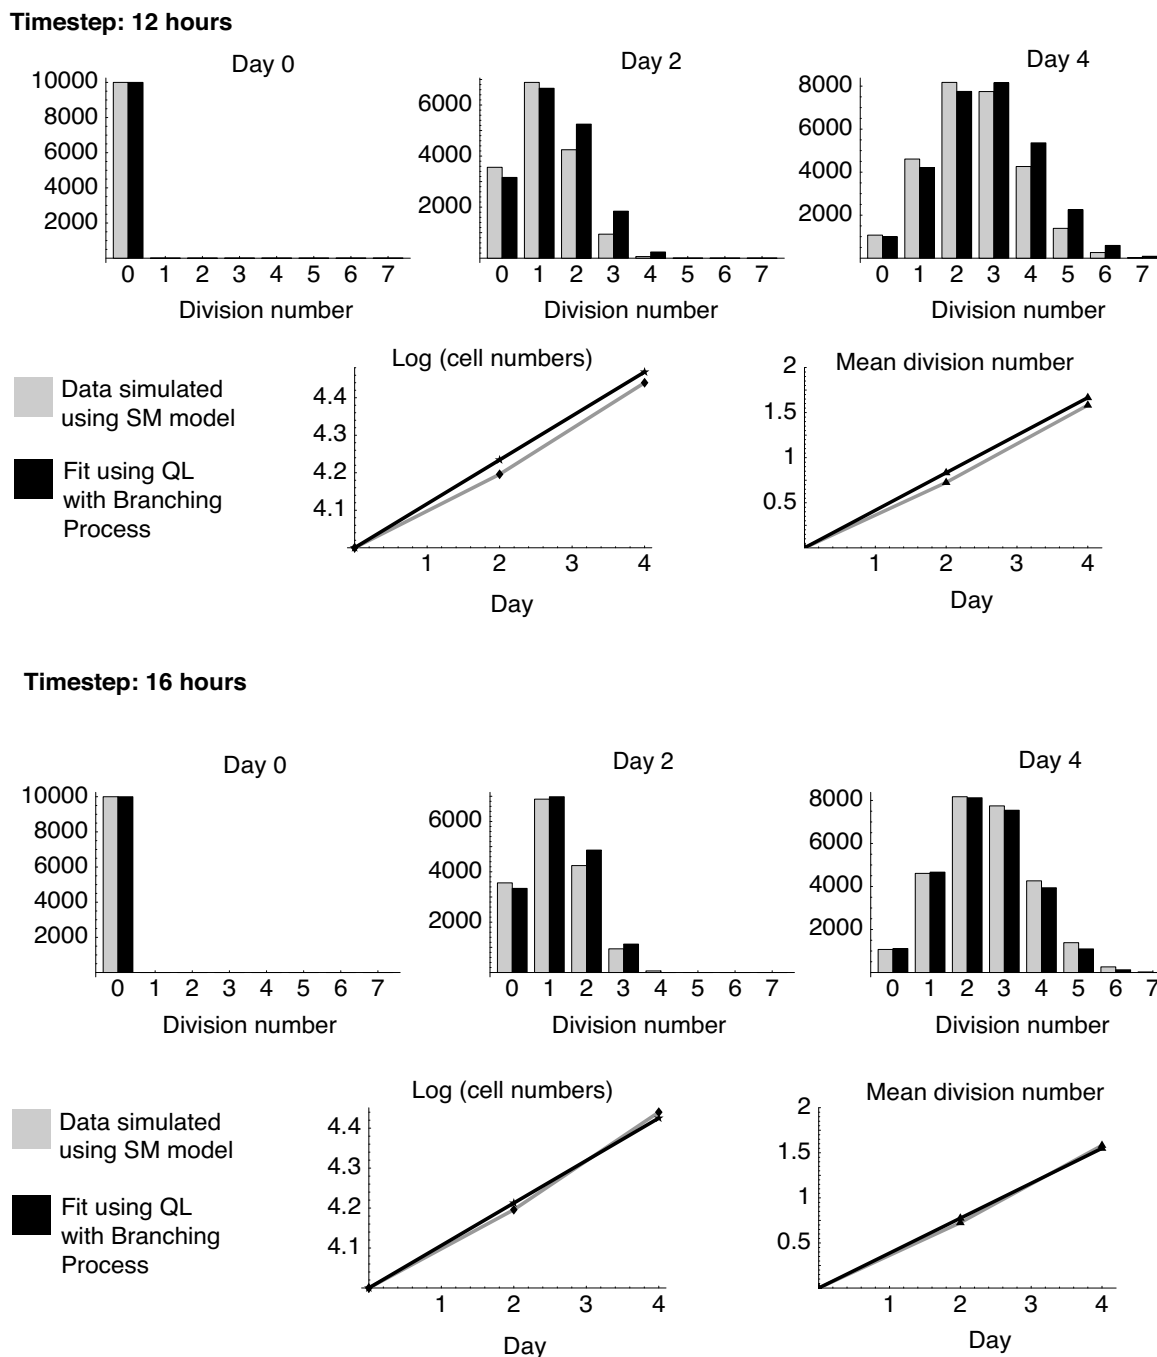 Timestep: 12 hours
Day 0
10000
8000
6000
4000
2000
0 1 2 3 4 5 6 7
Division number
Day 2
6000
4000
2000
0 1 2 3 4 5 6 7
Division number
Day 4
8000
6000
4000
2000
0 1 2 3 4 5 6 7
Division number
Data simulated
using SM model
Fit using QL
with Branching
Process
Log (cell numbers)
4.4
4.3
4.2
4.1
1 2 3 4
Day
Mean division number
2
1.5
1
0.5
1 2 3 4
Day
Timestep: 16 hours
Day 0
10000
8000
6000
4000
2000
0 1 2 3 4 5 6 7
Division number
Day 2
6000
4000
2000
0 1 2 3 4 5 6 7
Division number
Day 4
8000
6000
4000
2000
0 1 2 3 4 5 6 7
Division number
Data simulated
using SM model
Fit using QL
with Branching
Process
Log (cell numbers)
4.4
4.3
4.2
4.1
1 2 3 4
Day
Mean division number
2
1.5
1
0.5
1 2 3 4
Day